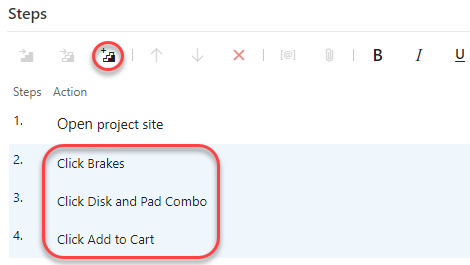 Steps
[@] B I U
Steps Action
1. Open project site
2. Click Brakes
3. Click Disk and Pad Combo
4. Click Add to Cart